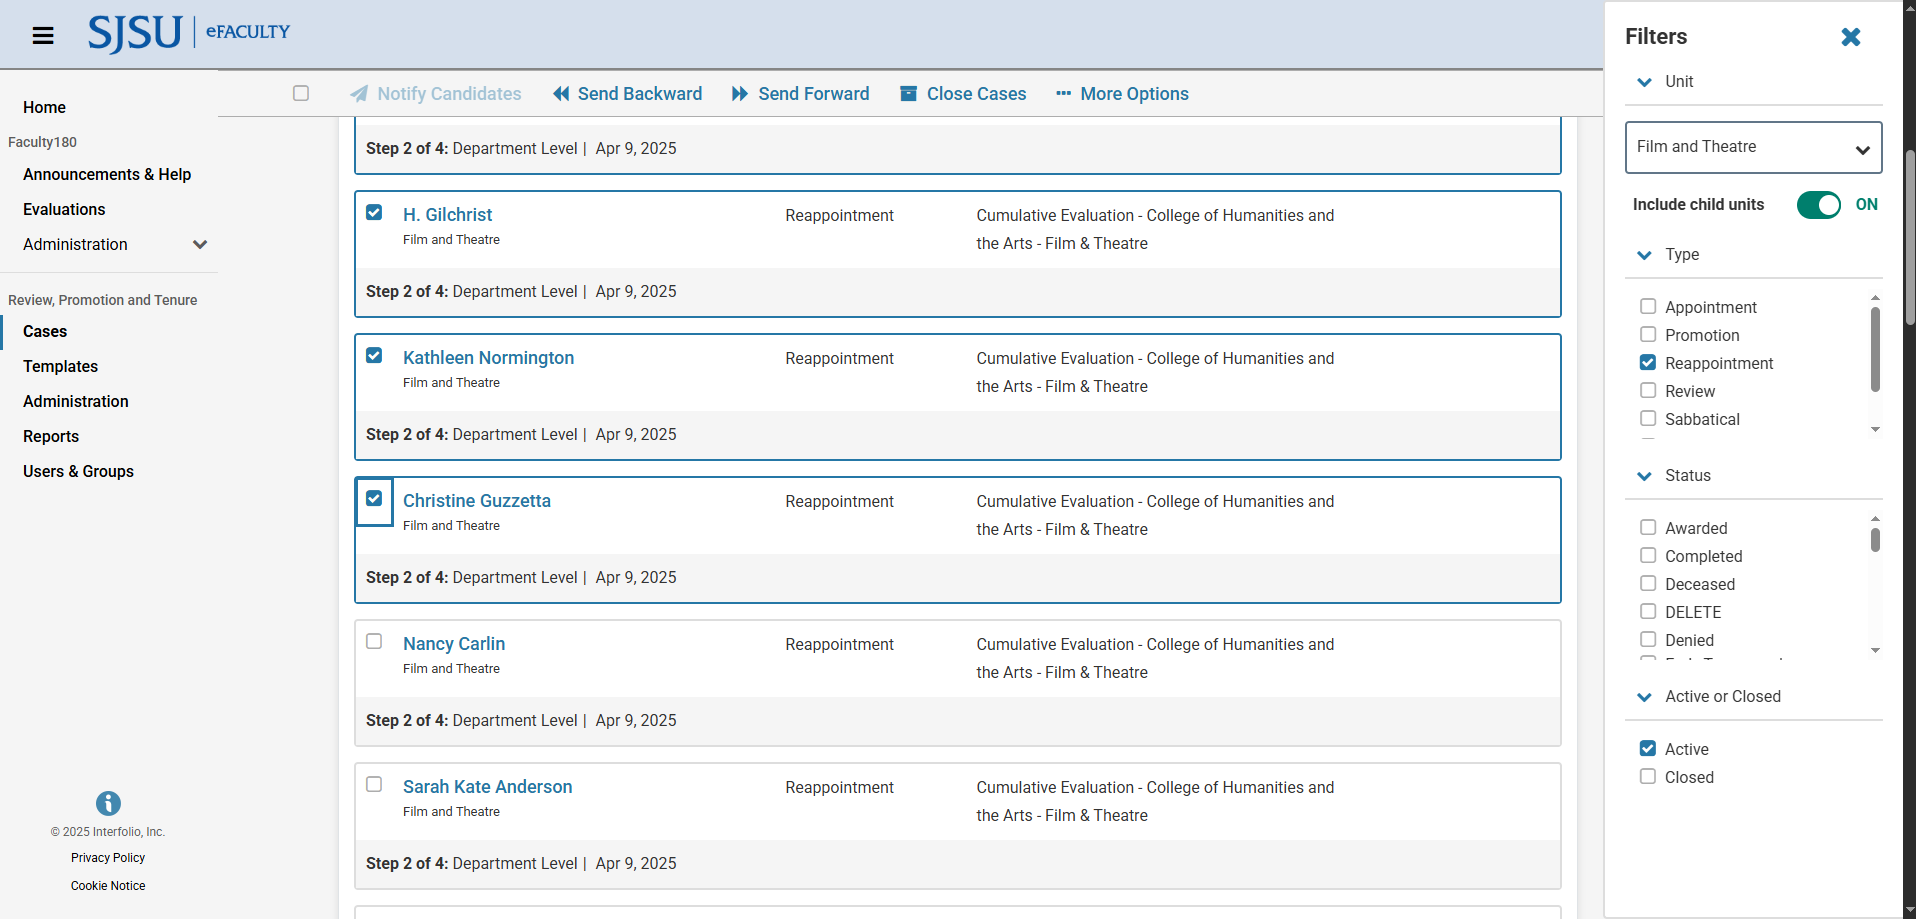 SJSU | eFACULTY
Home
Faculty180
Announcements & Help
Evaluations
Administration
Review, Promotion and Tenure
Cases
Templates
Administration
Reports
Users & Groups
© 2025 Interfolio, Inc.
Privacy Policy
Cookie Notice
Notify Candidates Send Backward Send Forward Close Cases More Options
Step 2 of 4: Department Level | Apr 9, 2025
H. Gilchrist Reappointment Cumulative Evaluation - College of Humanities and
Film and Theatre the Arts - Film & Theatre
Step 2 of 4: Department Level | Apr 9, 2025
Kathleen Normington Reappointment Cumulative Evaluation - College of Humanities and
Film and Theatre the Arts - Film & Theatre
Step 2 of 4: Department Level | Apr 9, 2025
Christine Guzzetta Reappointment Cumulative Evaluation - College of Humanities and
Film and Theatre the Arts - Film & Theatre
Step 2 of 4: Department Level | Apr 9, 2025
Nancy Carlin Reappointment Cumulative Evaluation - College of Humanities and
Film and Theatre the Arts - Film & Theatre
Step 2 of 4: Department Level | Apr 9, 2025
Sarah Kate Anderson Reappointment Cumulative Evaluation - College of Humanities and
Film and Theatre the Arts - Film & Theatre
Step 2 of 4: Department Level | Apr 9, 2025
Filters
Unit
Film and Theatre
Include child units ON
Type
Appointment
Promotion
Reappointment
Review
Sabbatical
Status
Awarded
Completed
Deceased
DELETE
Denied
Active or Closed
Active
Closed